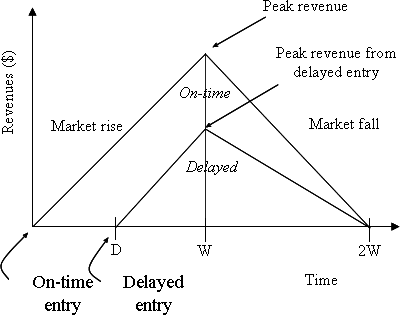 Peak revenue
Peak revenue from
delayed entry
Revenues ($)
On-time
Market rise
Market fall
Delayed
D
W
2W
On-time
entry
Delayed
entry
Time